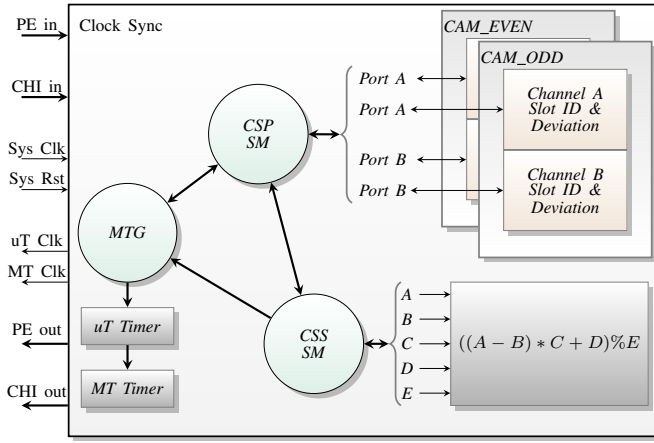 PE in
Clock Sync
CHI in
Sys Clk
Sys Rst
uT Clk
MT Clk
PE out
CHI out
CSP
SM
MTG
CSS
SM
uT Timer
MT Timer
Port A
Port A
Port B
Port B
CAM_EVEN
CAM_ODD
Channel A
Slot ID &
Deviation
Channel B
Slot ID &
Deviation
A
B
C
D
E
((A − B) ∗ C + D)%E